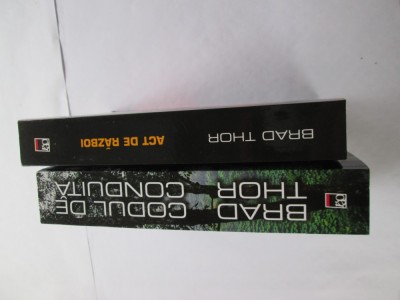 BRAD THOR
ACT DE RĂZBOI
BRAD
THOR
CODUL DE
CONDUITĂ